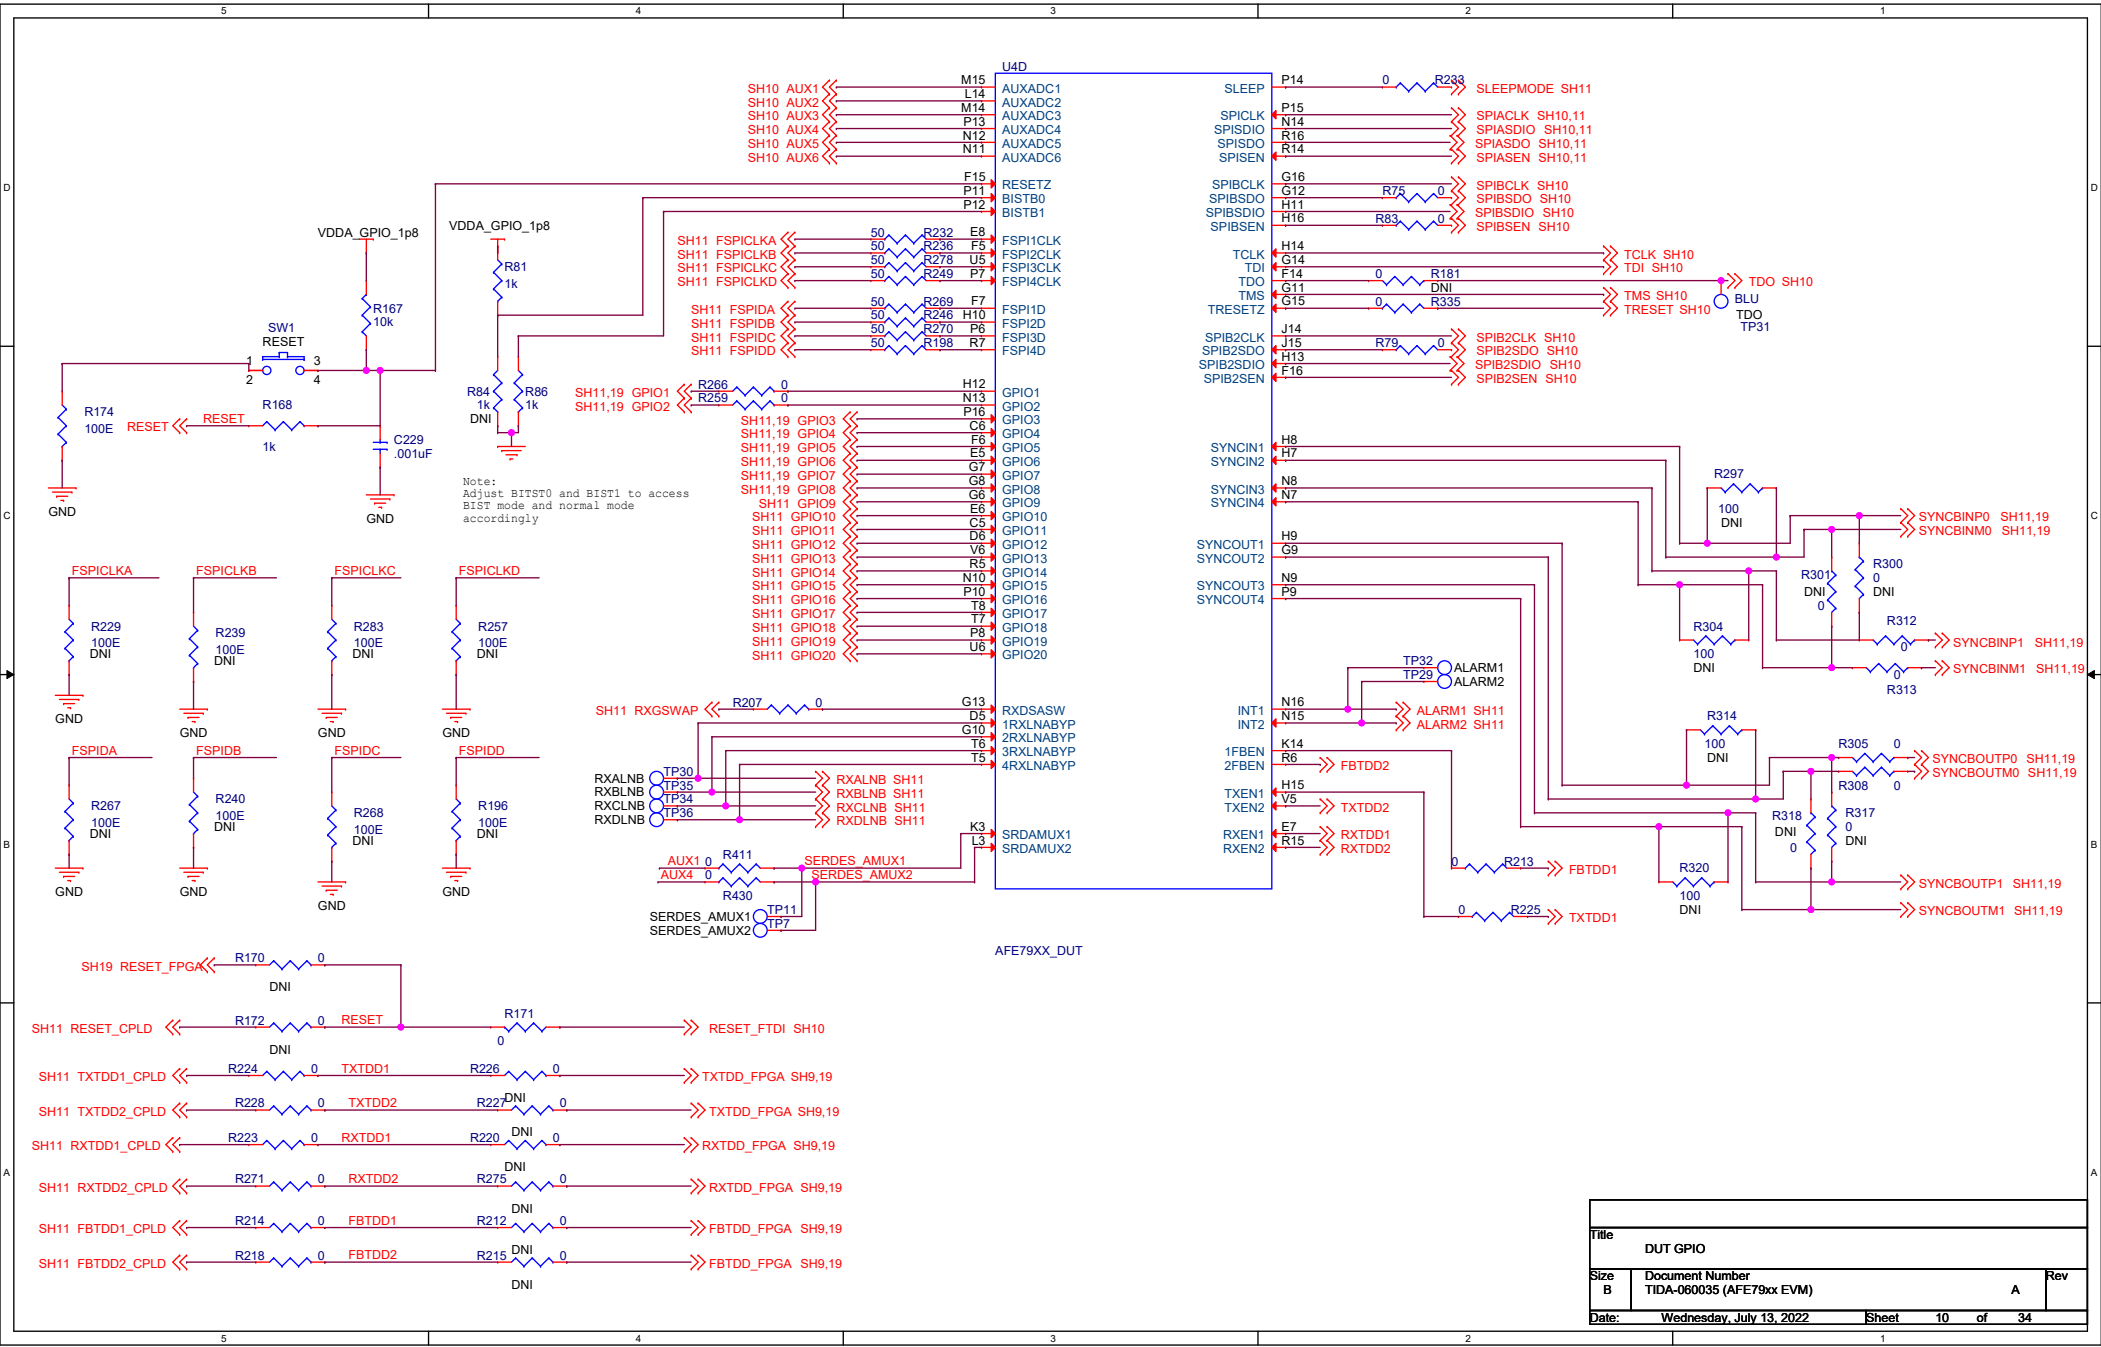 5 4 3 2 1
U4D
SH10 AUX1 M15 AUXADC1
SH10 AUX2 L14 AUXADC2
SH10 AUX3 M14 AUXADC3
SH10 AUX4 P13 AUXADC4
SH10 AUX5 N12 AUXADC5
SH10 AUX6 N11 AUXADC6
F15 RESETZ
P11 BISTB0
P12 BISTB1
SH11 FSPICLKA 50 R232 E8 FSPI1CLK
SH11 FSPICLKB 50 R236 F5 FSPI2CLK
SH11 FSPICLKC 50 R278 U5 FSPI3CLK
SH11 FSPICLKD 50 R249 P7 FSPI4CLK
SH11 FSPIDA 50 R269 F7 FSPI1D
SH11 FSPIDB 50 R246 H10 FSPI2D
SH11 FSPIDC 50 R270 P6 FSPI3D
SH11 FSPIDD 50 R198 R7 FSPI4D
SH11,19 GPIO1 R266 0 H12 GPIO1
SH11,19 GPIO2 R259 0 N13 GPIO2
SH11,19 GPIO3 P16 GPIO3
SH11,19 GPIO4 C6 GPIO4
SH11,19 GPIO5 F6 GPIO5
SH11,19 GPIO6 E5 GPIO6
SH11,19 GPIO7 G7 GPIO7
SH11,19 GPIO8 G8 GPIO8
SH11 GPIO9 G6 GPIO9
SH11 GPIO10 E6 GPIO10
SH11 GPIO11 C5 GPIO11
SH11 GPIO12 D6 GPIO12
SH11 GPIO13 V6 GPIO13
SH11 GPIO14 R5 GPIO14
SH11 GPIO15 N10 GPIO15
SH11 GPIO16 P10 GPIO16
SH11 GPIO17 T8 GPIO17
SH11 GPIO18 T7 GPIO18
SH11 GPIO19 P8 GPIO19
SH11 GPIO20 U6 GPIO20
SH11 RXGSWAP R207 0 G13 RXDSASW
D5 1RXLNABYP
G10 2RXLNABYP
T6 3RXLNABYP
T5 4RXLNABYP
RXALNB TP30 RXALNB SH11
RXBLNB TP35 RXBLNB SH11
RXCLNB TP34 RXCLNB SH11
RXDLNB TP36 RXDLNB SH11
K3 SRDAMUX1
L3 SRDAMUX2
AUX1 0 R411 SERDES_AMUX1
AUX4 0 R430 SERDES_AMUX2
SERDES_AMUX1 TP11
SERDES_AMUX2 TP7
AFE79XX_DUT
SLEEP P14 0 R233 SLEEPMODE SH11
SPICLK P15 SPIACLK SH10,11
SPISDIO N14 SPIASDIO SH10,11
SPISDO R16 SPIASDO SH10,11
SPISEN R14 SPIASEN SH10,11
SPIBCLK G16 SPIBCLK SH10
SPIBSDO G12 R75 0 SPIBSDO SH10
SPIBSDIO H11 SPIBSDIO SH10
SPIBSEN H16 R83 0 SPIBSEN SH10
TCLK H14 TCLK SH10
TDI G14 TDI SH10
TDO F14 0 R181 DNI TDO SH10
TMS G11 TMS SH10
TRESETZ G15 0 R335 TRESET SH10
BLU
TDO
TP31
SPIB2CLK J14 SPIB2CLK SH10
SPIB2SDO J15 R79 0 SPIB2SDO SH10
SPIB2SDIO H13 SPIB2SDIO SH10
SPIB2SEN F16 SPIB2SEN SH10
SYNCIN1 H8
SYNCIN2 H7
SYNCIN3 N8
SYNCIN4 N7
SYNCOUT1 H9
SYNCOUT2 G9
SYNCOUT3 N9
SYNCOUT4 P9
R297
100
DNI
SYNCBINP0 SH11,19
SYNCBINM0 SH11,19
R301
DNI
0
R300
0
DNI
R304
100
DNI
R312
0
SYNCBINP1 SH11,19
SYNCBINM1 SH11,19
0
R313
TP32 ALARM1
TP29 ALARM2
INT1 N16 ALARM1 SH11
INT2 N15 ALARM2 SH11
1FBEN K14
2FBEN R6 FBTDD2
TXEN1 H15
TXEN2 V5 TXTDD2
RXEN1 E7 RXTDD1
RXEN2 R15 RXTDD2
0 R213 FBTDD1
0 R225 TXTDD1
R314
100
DNI
R305 0 SYNCBOUTP0 SH11,19
SYNCBOUTM0 SH11,19
R308 0
R318
DNI
0
R317
0
DNI
R320
100
DNI
SYNCBOUTP1 SH11,19
SYNCBOUTM1 SH11,19
VDDA_GPIO_1p8
VDDA_GPIO_1p8
R81
1k
R167
10k
SW1
RESET
1 3
2 4
R174
100E
RESET RESET R168
1k
C229
.001uF
R84
1k
DNI
R86
1k
GND
GND
Note:
Adjust BITST0 and BIST1 to access
BIST mode and normal mode
accordingly
FSPICLKA FSPICLKB FSPICLKC FSPICLKD
R229
100E
DNI
R239
100E
DNI
R283
100E
DNI
R257
100E
DNI
GND GND GND GND
FSPIDA FSPIDB FSPIDC FSPIDD
R267
100E
DNI
R240
100E
DNI
R268
100E
DNI
R196
100E
DNI
GND GND GND GND
SH19 RESET_FPGA R170 0
DNI
SH11 RESET_CPLD R172 0 RESET R171 RESET_FTDI SH10
DNI 0
SH11 TXTDD1_CPLD R224 0 TXTDD1 R226 0 TXTDD_FPGA SH9,19
DNI
SH11 TXTDD2_CPLD R228 0 TXTDD2 R227 0 TXTDD_FPGA SH9,19
DNI
SH11 RXTDD1_CPLD R223 0 RXTDD1 R220 0 RXTDD_FPGA SH9,19
DNI
SH11 RXTDD2_CPLD R271 0 RXTDD2 R275 0 RXTDD_FPGA SH9,19
DNI
SH11 FBTDD1_CPLD R214 0 FBTDD1 R212 0 FBTDD_FPGA SH9,19
DNI
SH11 FBTDD2_CPLD R218 0 FBTDD2 R215 0 FBTDD_FPGA SH9,19
DNI
D D
C C
B B
A A
Title
DUT GPIO
Size Document Number Rev
B TIDA-060035 (AFE79xx EVM) A
Date: Wednesday, July 13, 2022 Sheet 10 of 34
5 4 3 2 1